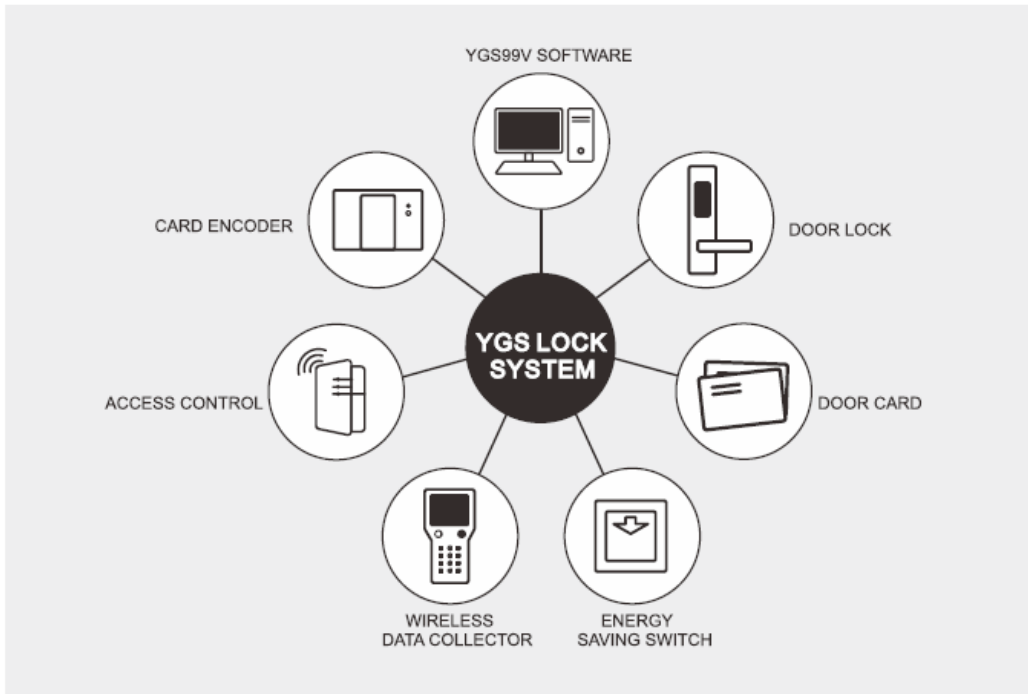 YGS99V SOFTWARE
CARD ENCODER
DOOR LOCK
YGS LOCK
SYSTEM
ACCESS CONTROL
DOOR CARD
WIRELESS
DATA COLLECTOR
ENERGY
SAVING SWITCH